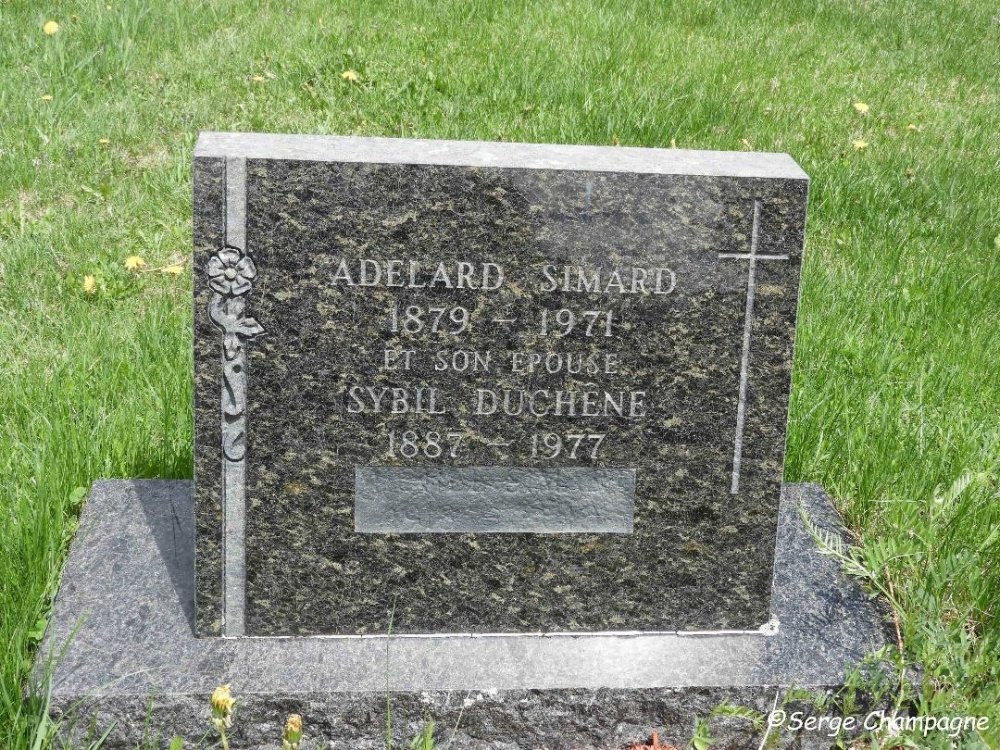 ADELARD SIMARD
1879 - 1971
ET SON EPOUSE
SYBIL DUCHÊNE
1887 - 1977
©Serge Champagne